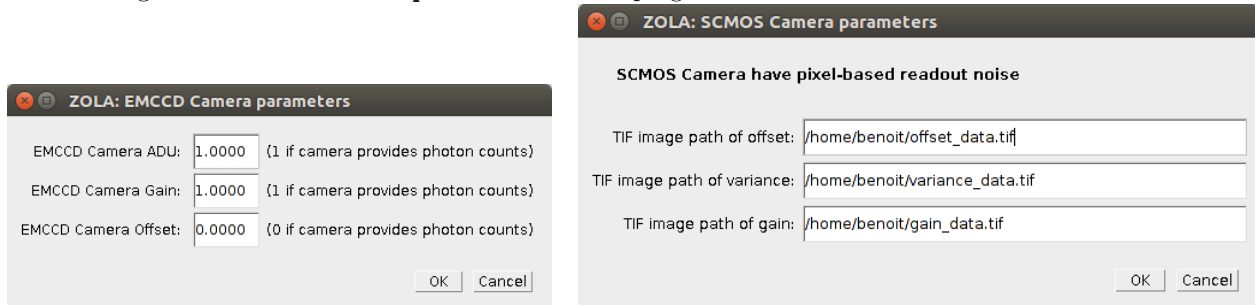 ZOLA: EMCCD Camera parameters
EMCCD Camera ADU: 1.0000 (1 if camera provides photon counts)
EMCCD Camera Gain: 1.0000 (1 if camera provides photon counts)
EMCCD Camera Offset: 0.0000 (0 if camera provides photon counts)
OK Cancel
ZOLA: SCMOS Camera parameters
SCMOS Camera have pixel-based readout noise
TIF image path of offset: /home/benoit/offset_data.tif
TIF image path of variance: /home/benoit/variance_data.tif
TIF image path of gain: /home/benoit/gain_data.tif
OK Cancel